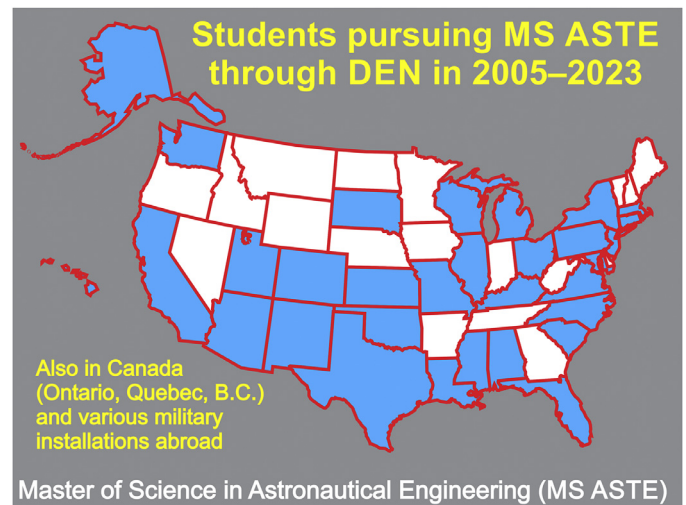 Students pursuing MS ASTE
through DEN in 2005–2023
Also in Canada
(Ontario, Quebec, B.C.)
and various military
installations abroad
Master of Science in Astronautical Engineering (MS ASTE)